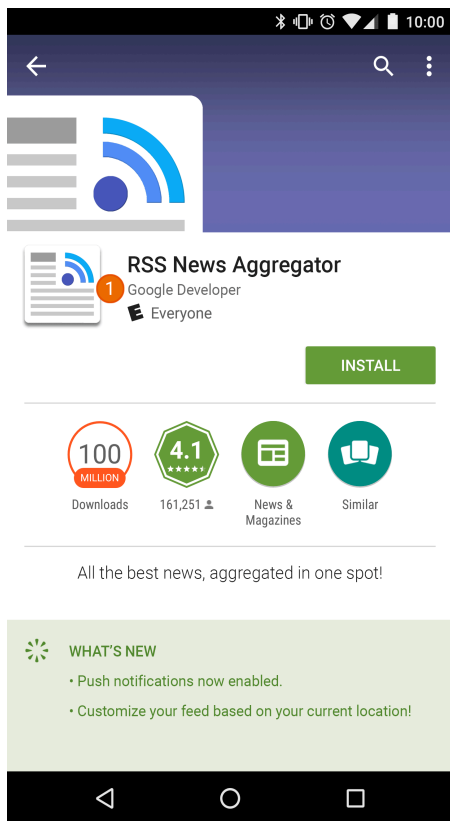 10:00
RSS News Aggregator
1
Google Developer
E Everyone
INSTALL
100
MILLION
4.1
Downloads
161,251
News &
Magazines
Similar
All the best news, aggregated in one spot!
WHAT'S NEW
• Push notifications now enabled.
• Customize your feed based on your current location!